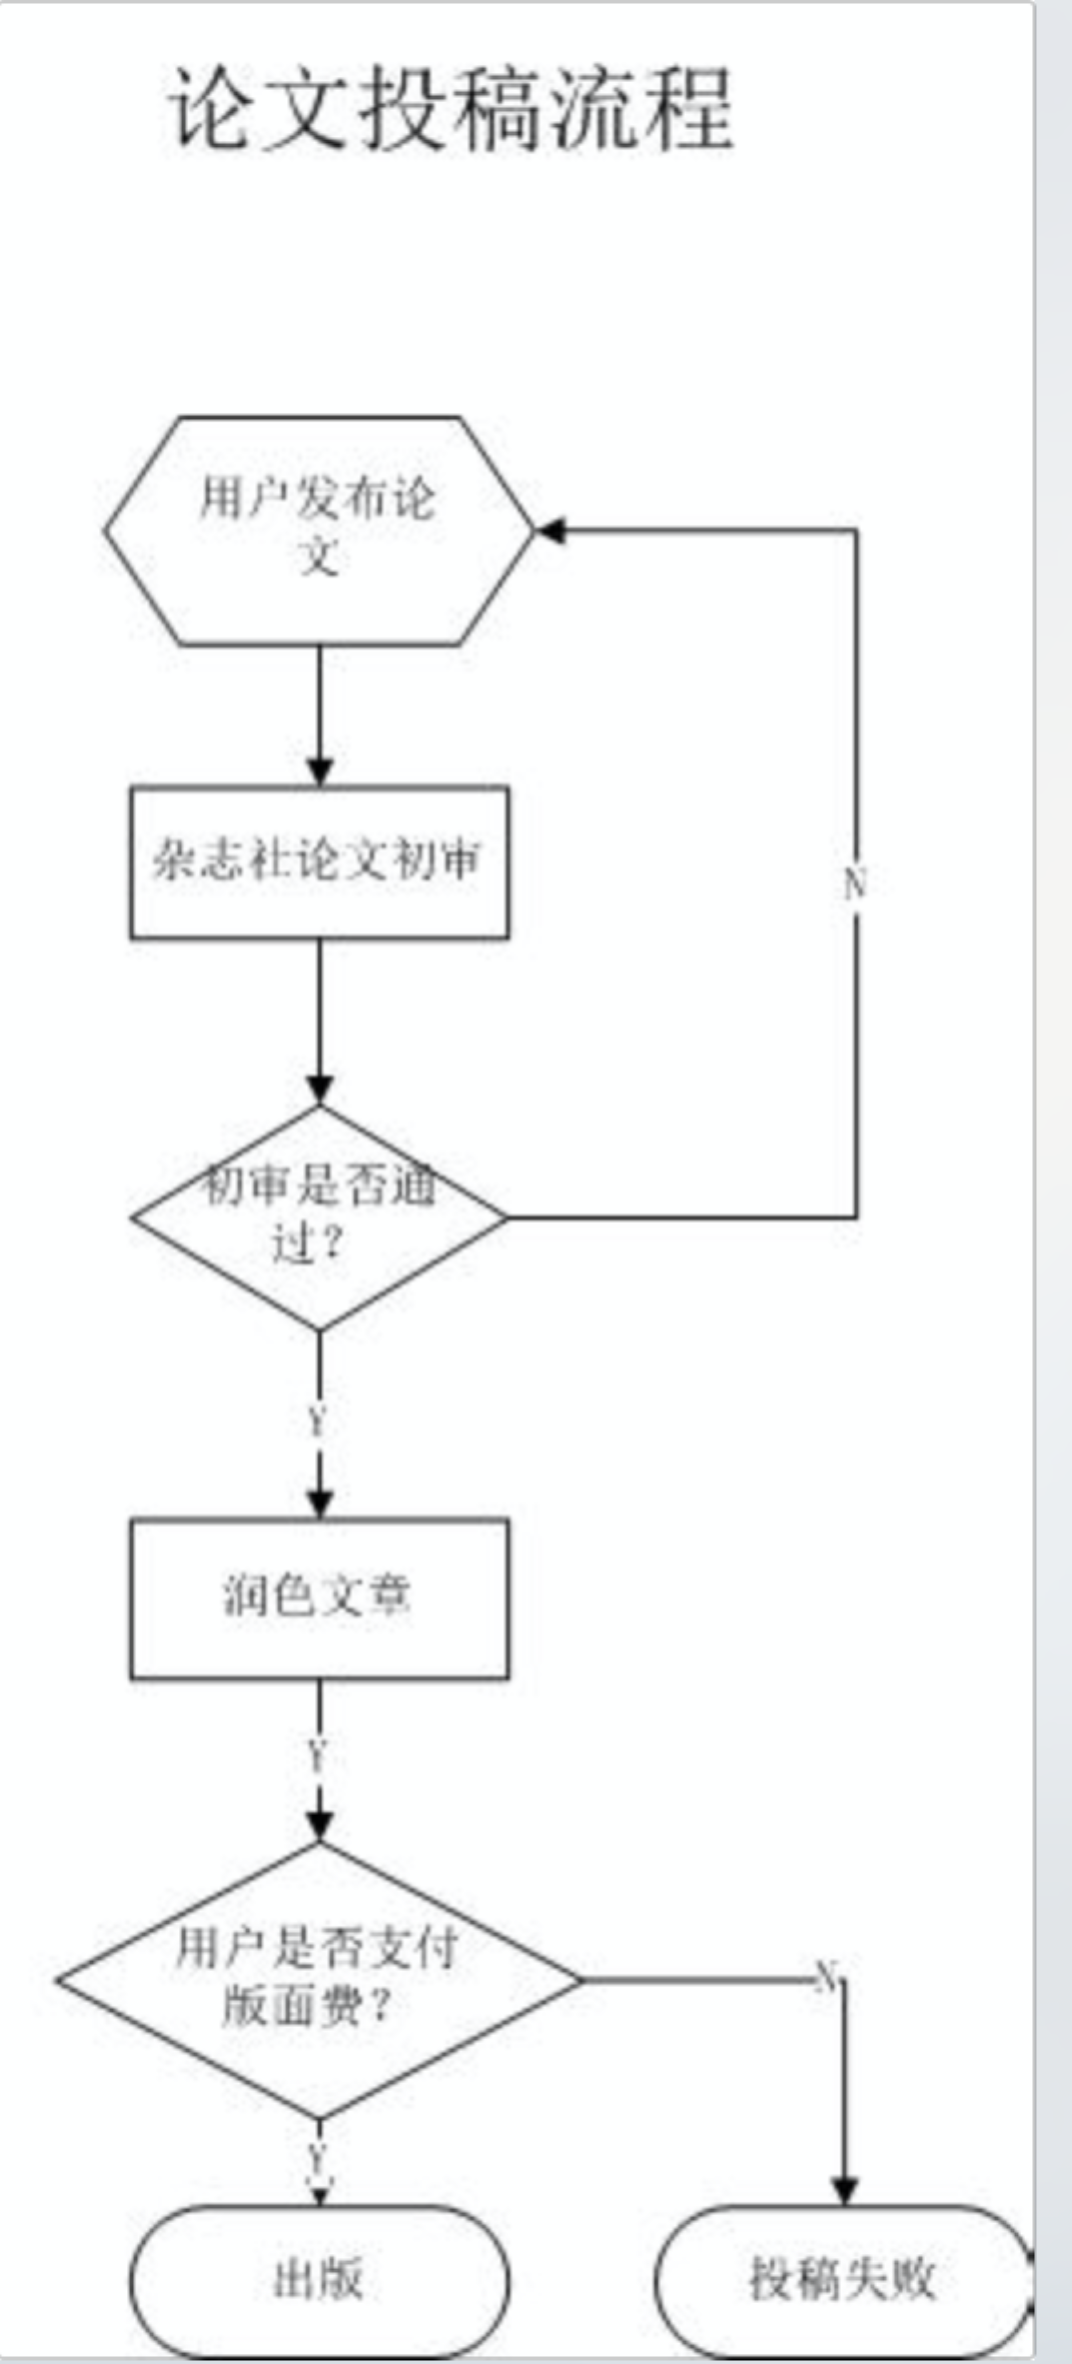 论文投稿流程
用户发布论
文
杂志社论文初审
N
初审是否通
过？
Y
润色文章
Y
用户是否支付
版面费？
N
Y
出版
投稿失败